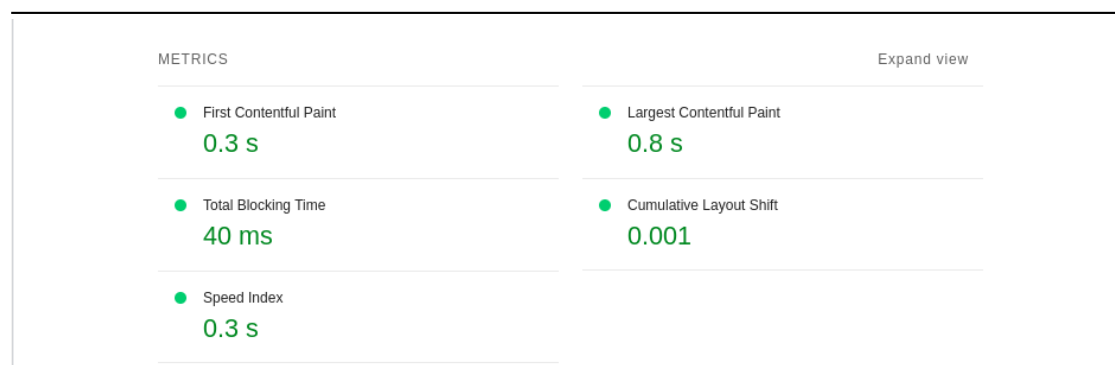 METRICS
Expand view
First Contentful Paint
0.3 s
Largest Contentful Paint
0.8 s
Total Blocking Time
40 ms
Cumulative Layout Shift
0.001
Speed Index
0.3 s